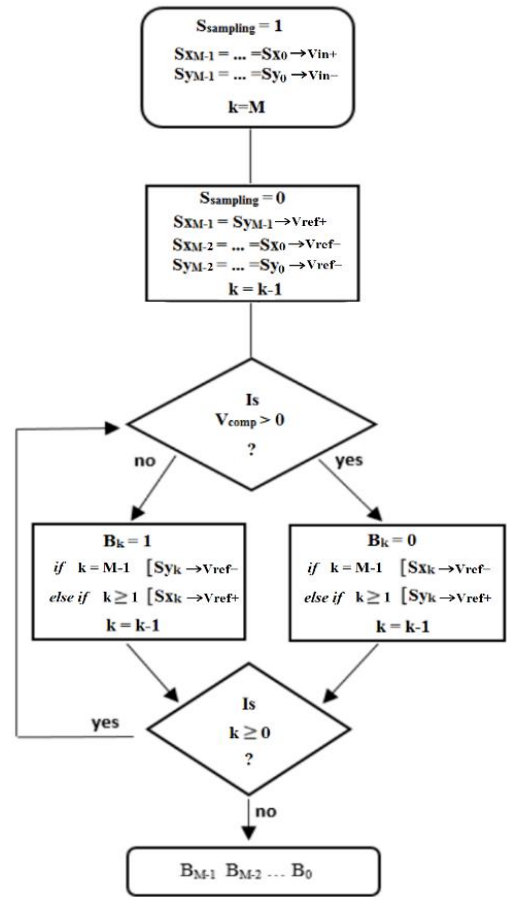 Ssampling = 1
SxM-1 = ... =Sx0 →Vin+
SyM-1 = ... =Sy0 →Vin−
k=M
Ssampling = 0
SxM-1 = SyM-1→Vref+
SxM-2 = ... =Sx0 →Vref−
SyM-2 = ... =Sy0 →Vref−
k = k-1
Is
Vcomp > 0
?
no
yes
Bk = 1
if k = M-1 [Syk →Vref−
else if k ≥ 1 [Sxk →Vref+
k = k-1
Bk = 0
if k = M-1 [Sxk →Vref−
else if k ≥ 1 [Syk →Vref+
k = k-1
Is
k ≥ 0
?
yes
no
BM-1 BM-2 ... B0